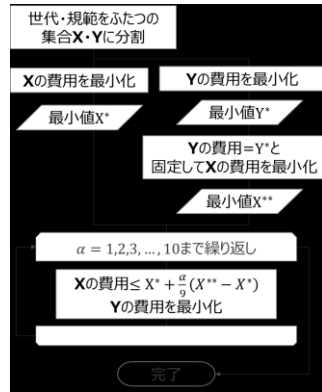 世代・規範をふたつの
集合X・Yに分割
Xの費用を最小化
Yの費用を最小化
最小値X*
最小値Y*
Yの費用=Y*と
固定してXの費用を最小化
最小値X**
α = 1,2,3, ..., 10まで繰り返し
Xの費用≤ X* + α/9 (X** − X*)
Yの費用を最小化
完了